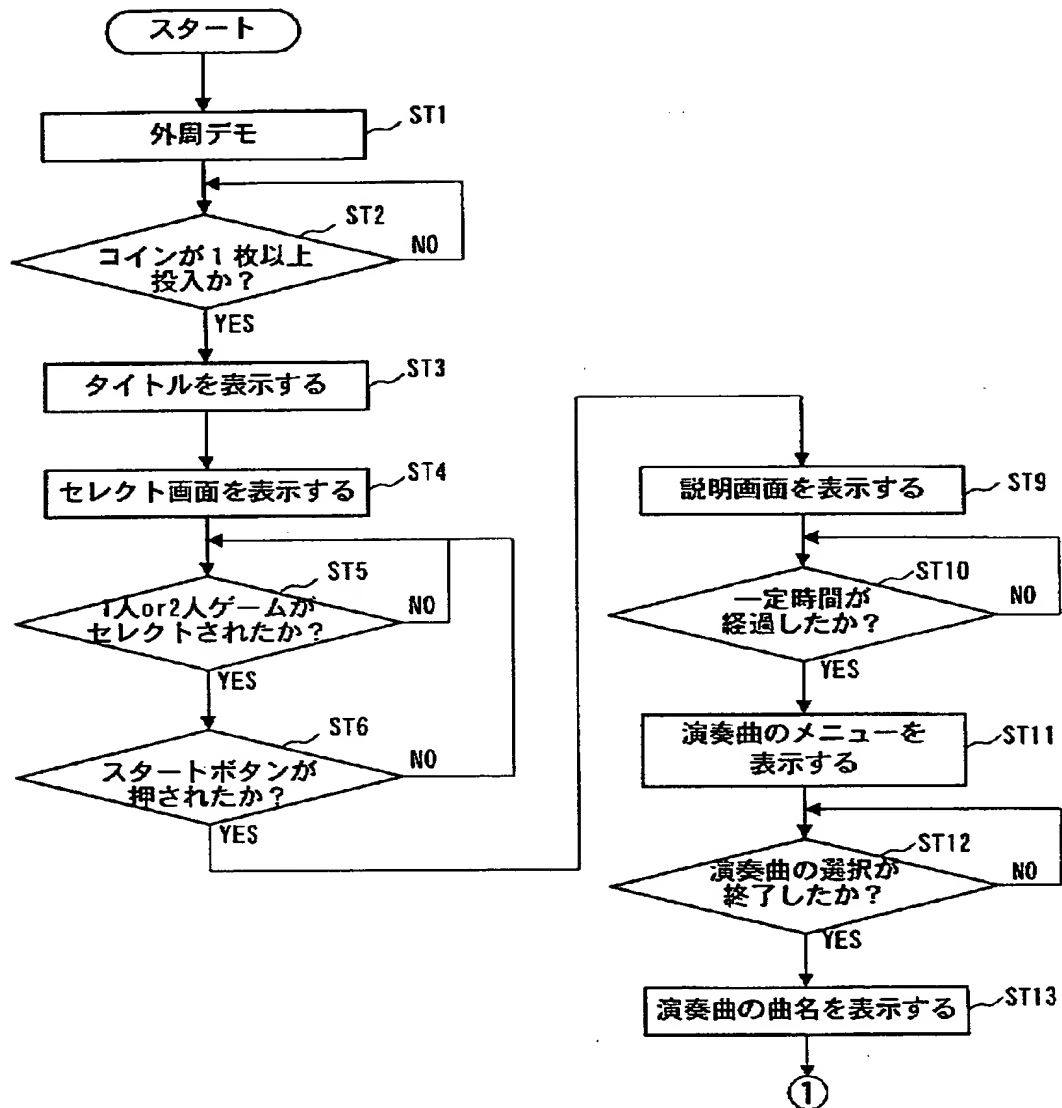 スタート
外周デモ
ST1
ST2
コインが1枚以上
投入か？
NO
YES
タイトルを表示する
ST3
セレクト画面を表示する
ST4
ST5
1人or2人ゲームが
セレクトされたか？
NO
YES
ST6
スタートボタンが
押されたか？
NO
YES
説明画面を表示する
ST9
ST10
一定時間が
経過したか？
NO
YES
演奏曲のメニューを
表示する
ST11
ST12
演奏曲の選択が
終了したか？
NO
YES
演奏曲の曲名を表示する
ST13
①